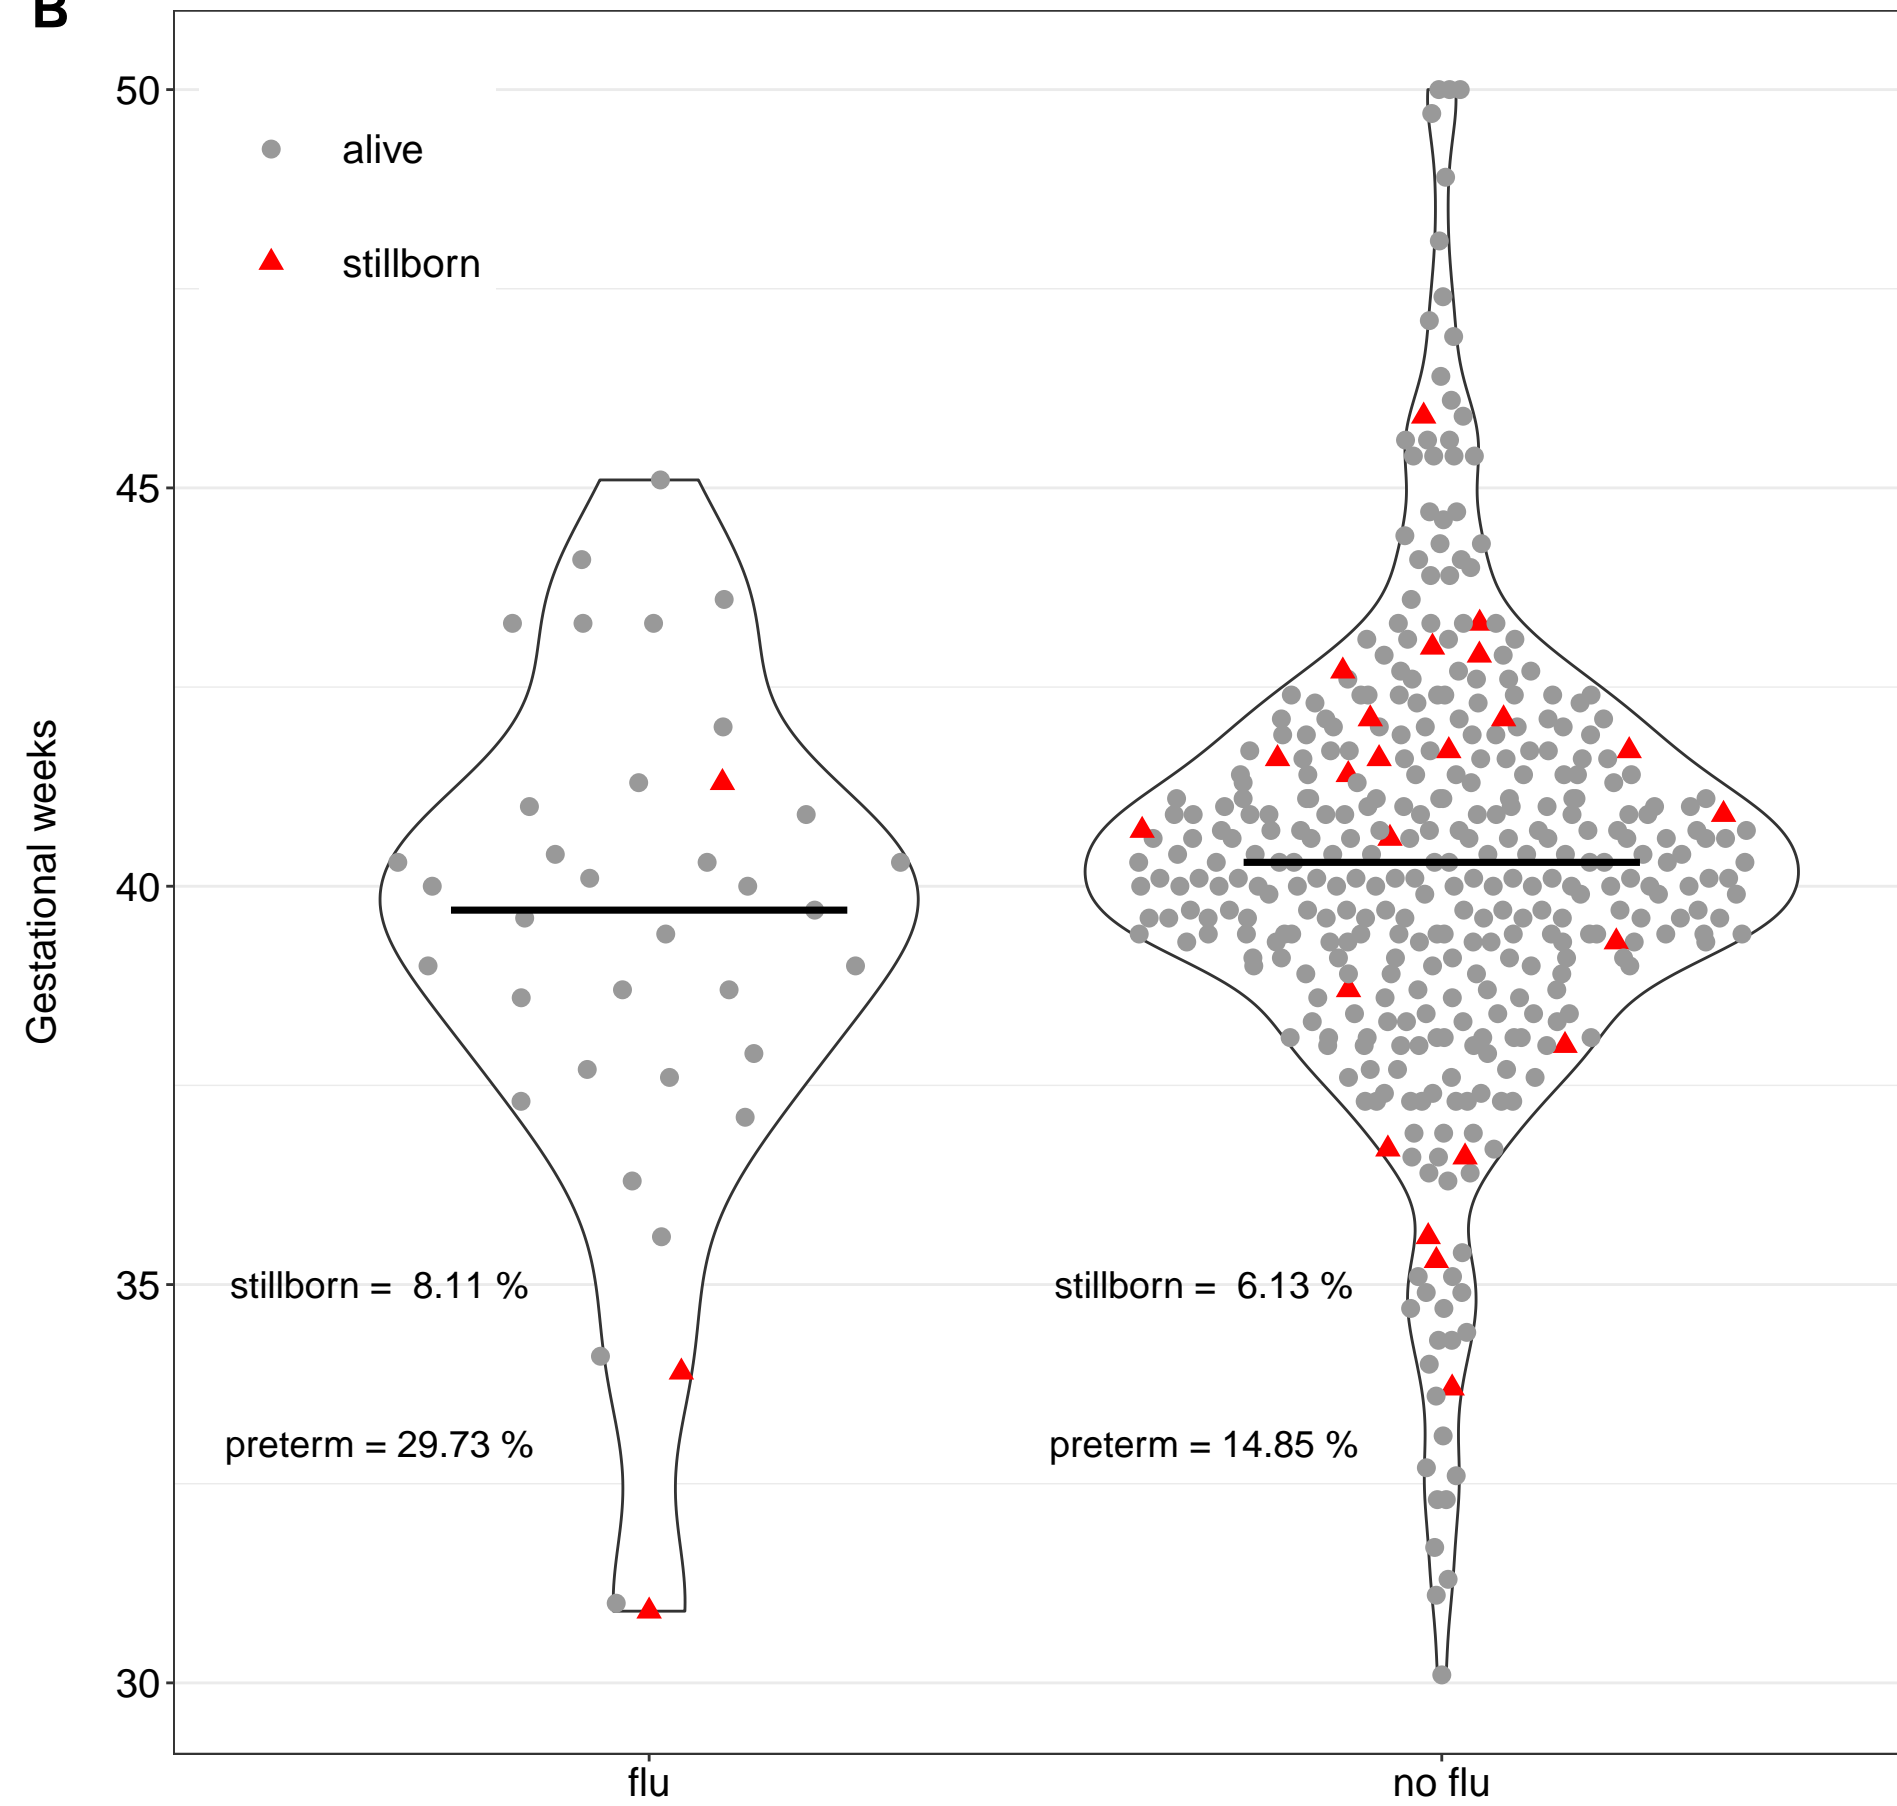 B
Gestational weeks
50
45
40
35
30
alive
stillborn
stillborn = 8.11 %
preterm = 29.73 %
stillborn = 6.13 %
preterm = 14.85 %
flu
no flu